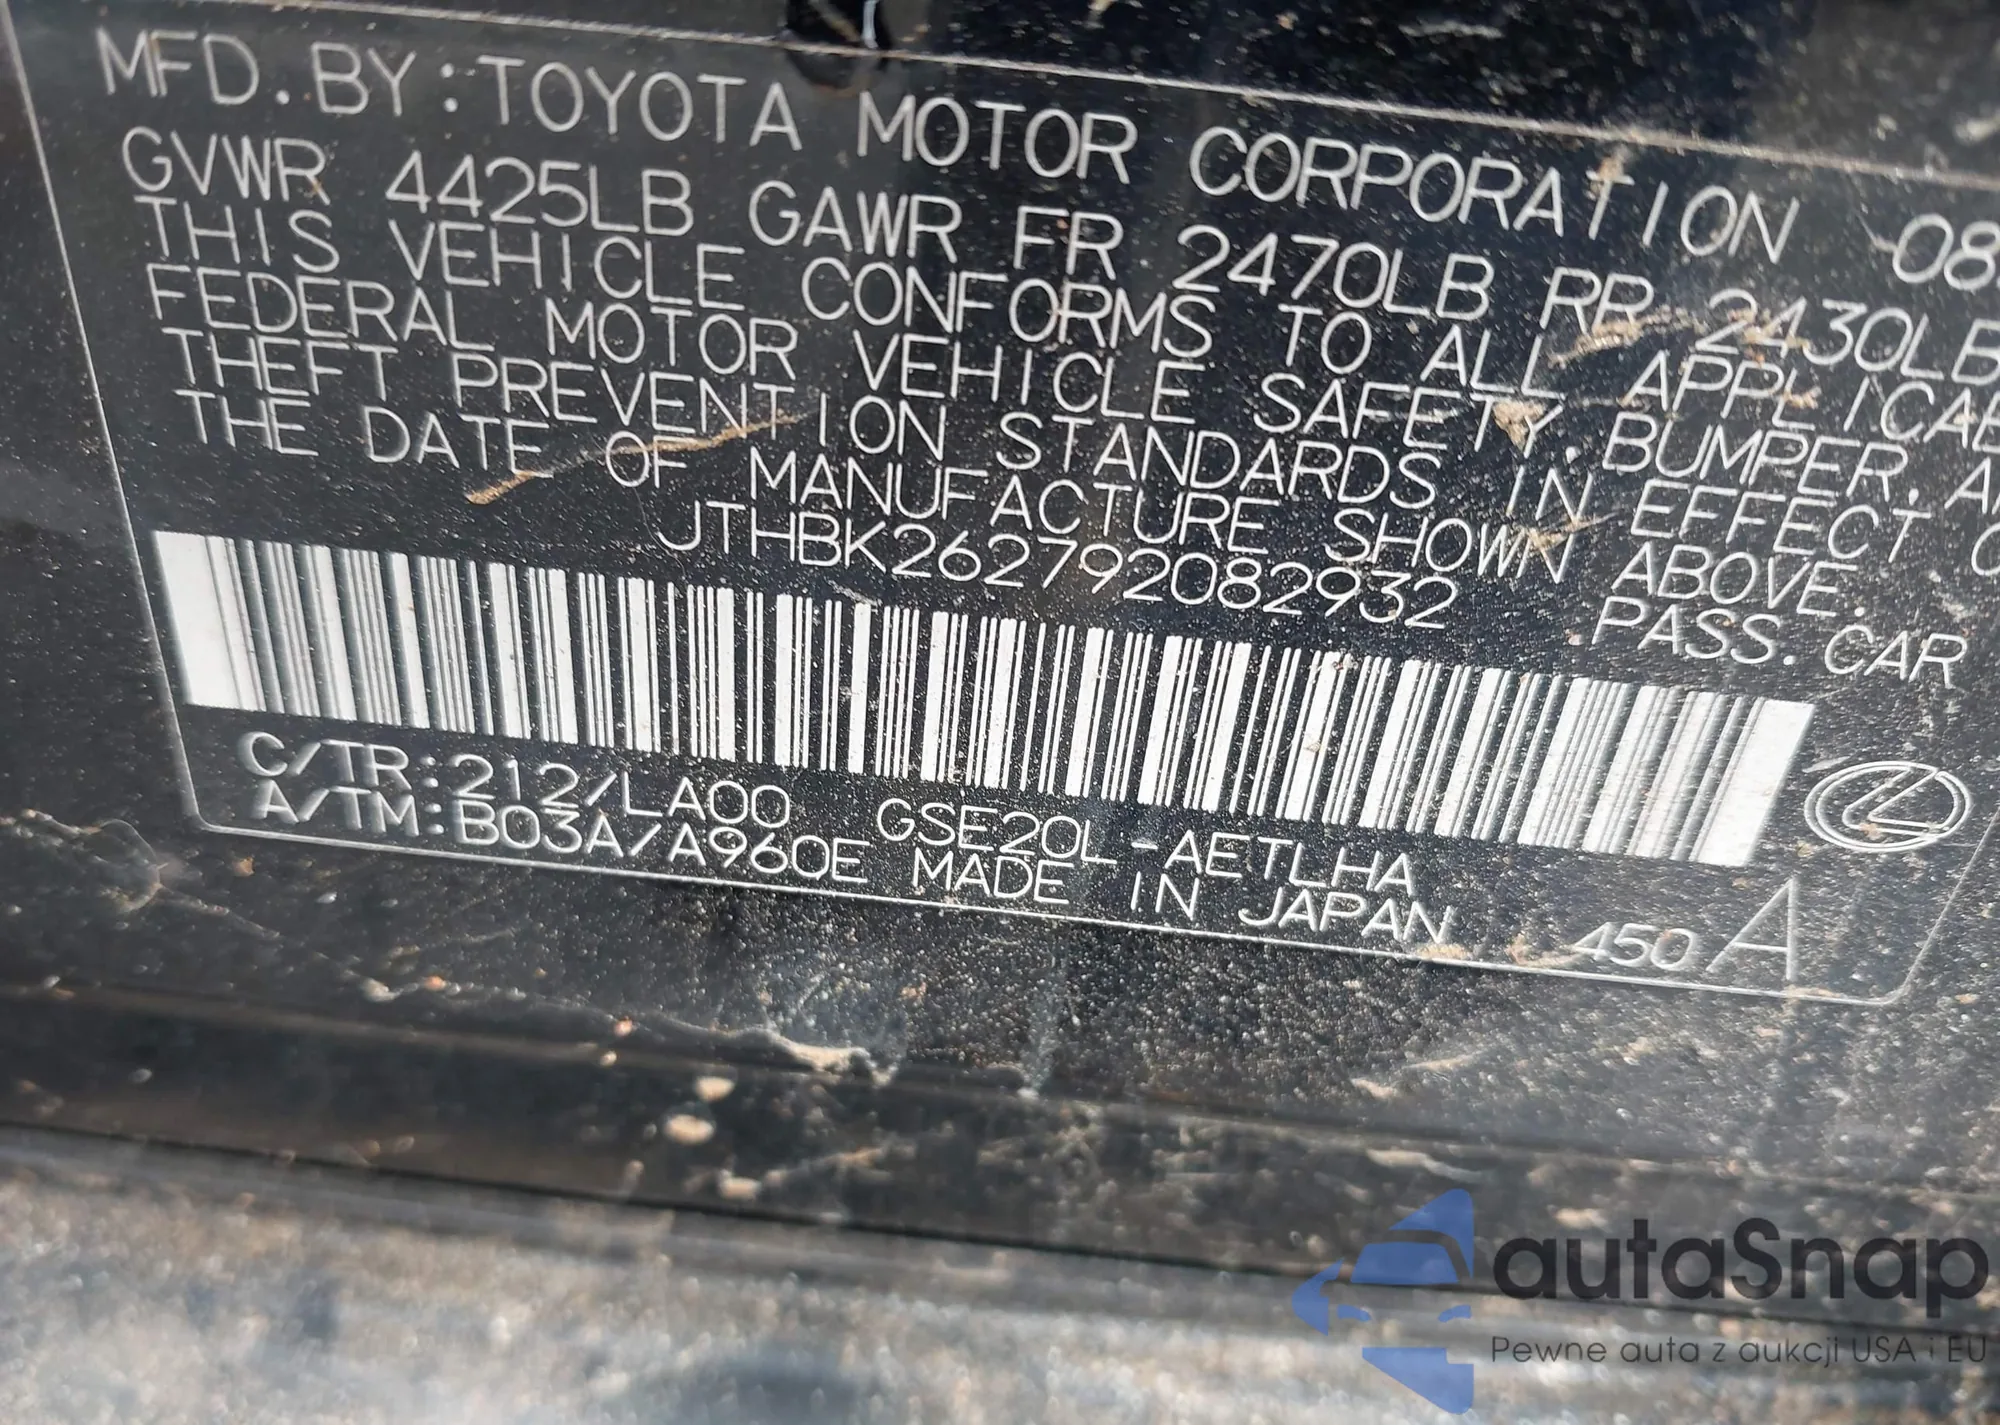 MFD. BY: TOYOTA MOTOR CORPORATION 08
GVWR 4425LB GAWR FR 2470LB RR 2430LB
THIS VEHICLE CONFORMS TO ALL APPLICAB
FEDERAL MOTOR VEHICLE SAFETY, BUMPER, A
THEFT PREVENTION STANDARDS IN EFFECT O
THE DATE OF MANUFACTURE SHOWN ABOVE.
JTHBK262792082932 PASS. CAR
C/TR:212/LA00 GSE20L-AETLHA
A/TM:B03A/A960E MADE IN JAPAN 450 A
autaSnap
Pewne auta z aukcji USA i EU